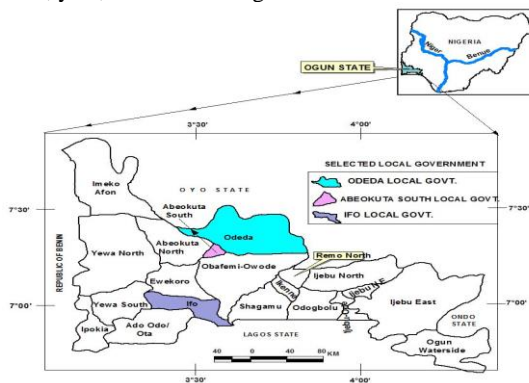 NIGERIA
Niger
Benue
OGUN STATE
3°30'
4°00'
SELECTED LOCAL GOVERNMENT
ODEDA LOCAL GOVT.
ABEOKUTA SOUTH LOCAL GOVT.
IFO LOCAL GOVT.
OYO STATE
Imeko
Afon
Abeokuta
South
7°30'
7°30'
Yewa North
Abeokuta
North
Odeda
Remo North
REPUBLIC OF BENIN
Obafemi-Owode
Ijebu North
Ewekoro
Ikenne
Ijebu N.E
Ijebu East
7°00'
7°00'
Yewa South
Ifo
Shagamu
Odogbolu
ONDO
STATE
Ipokia
Ado Odo/
Ota
LAGOS STATE
Ogun
Waterside
40
0
40
80
KM
3°30'
4°00'